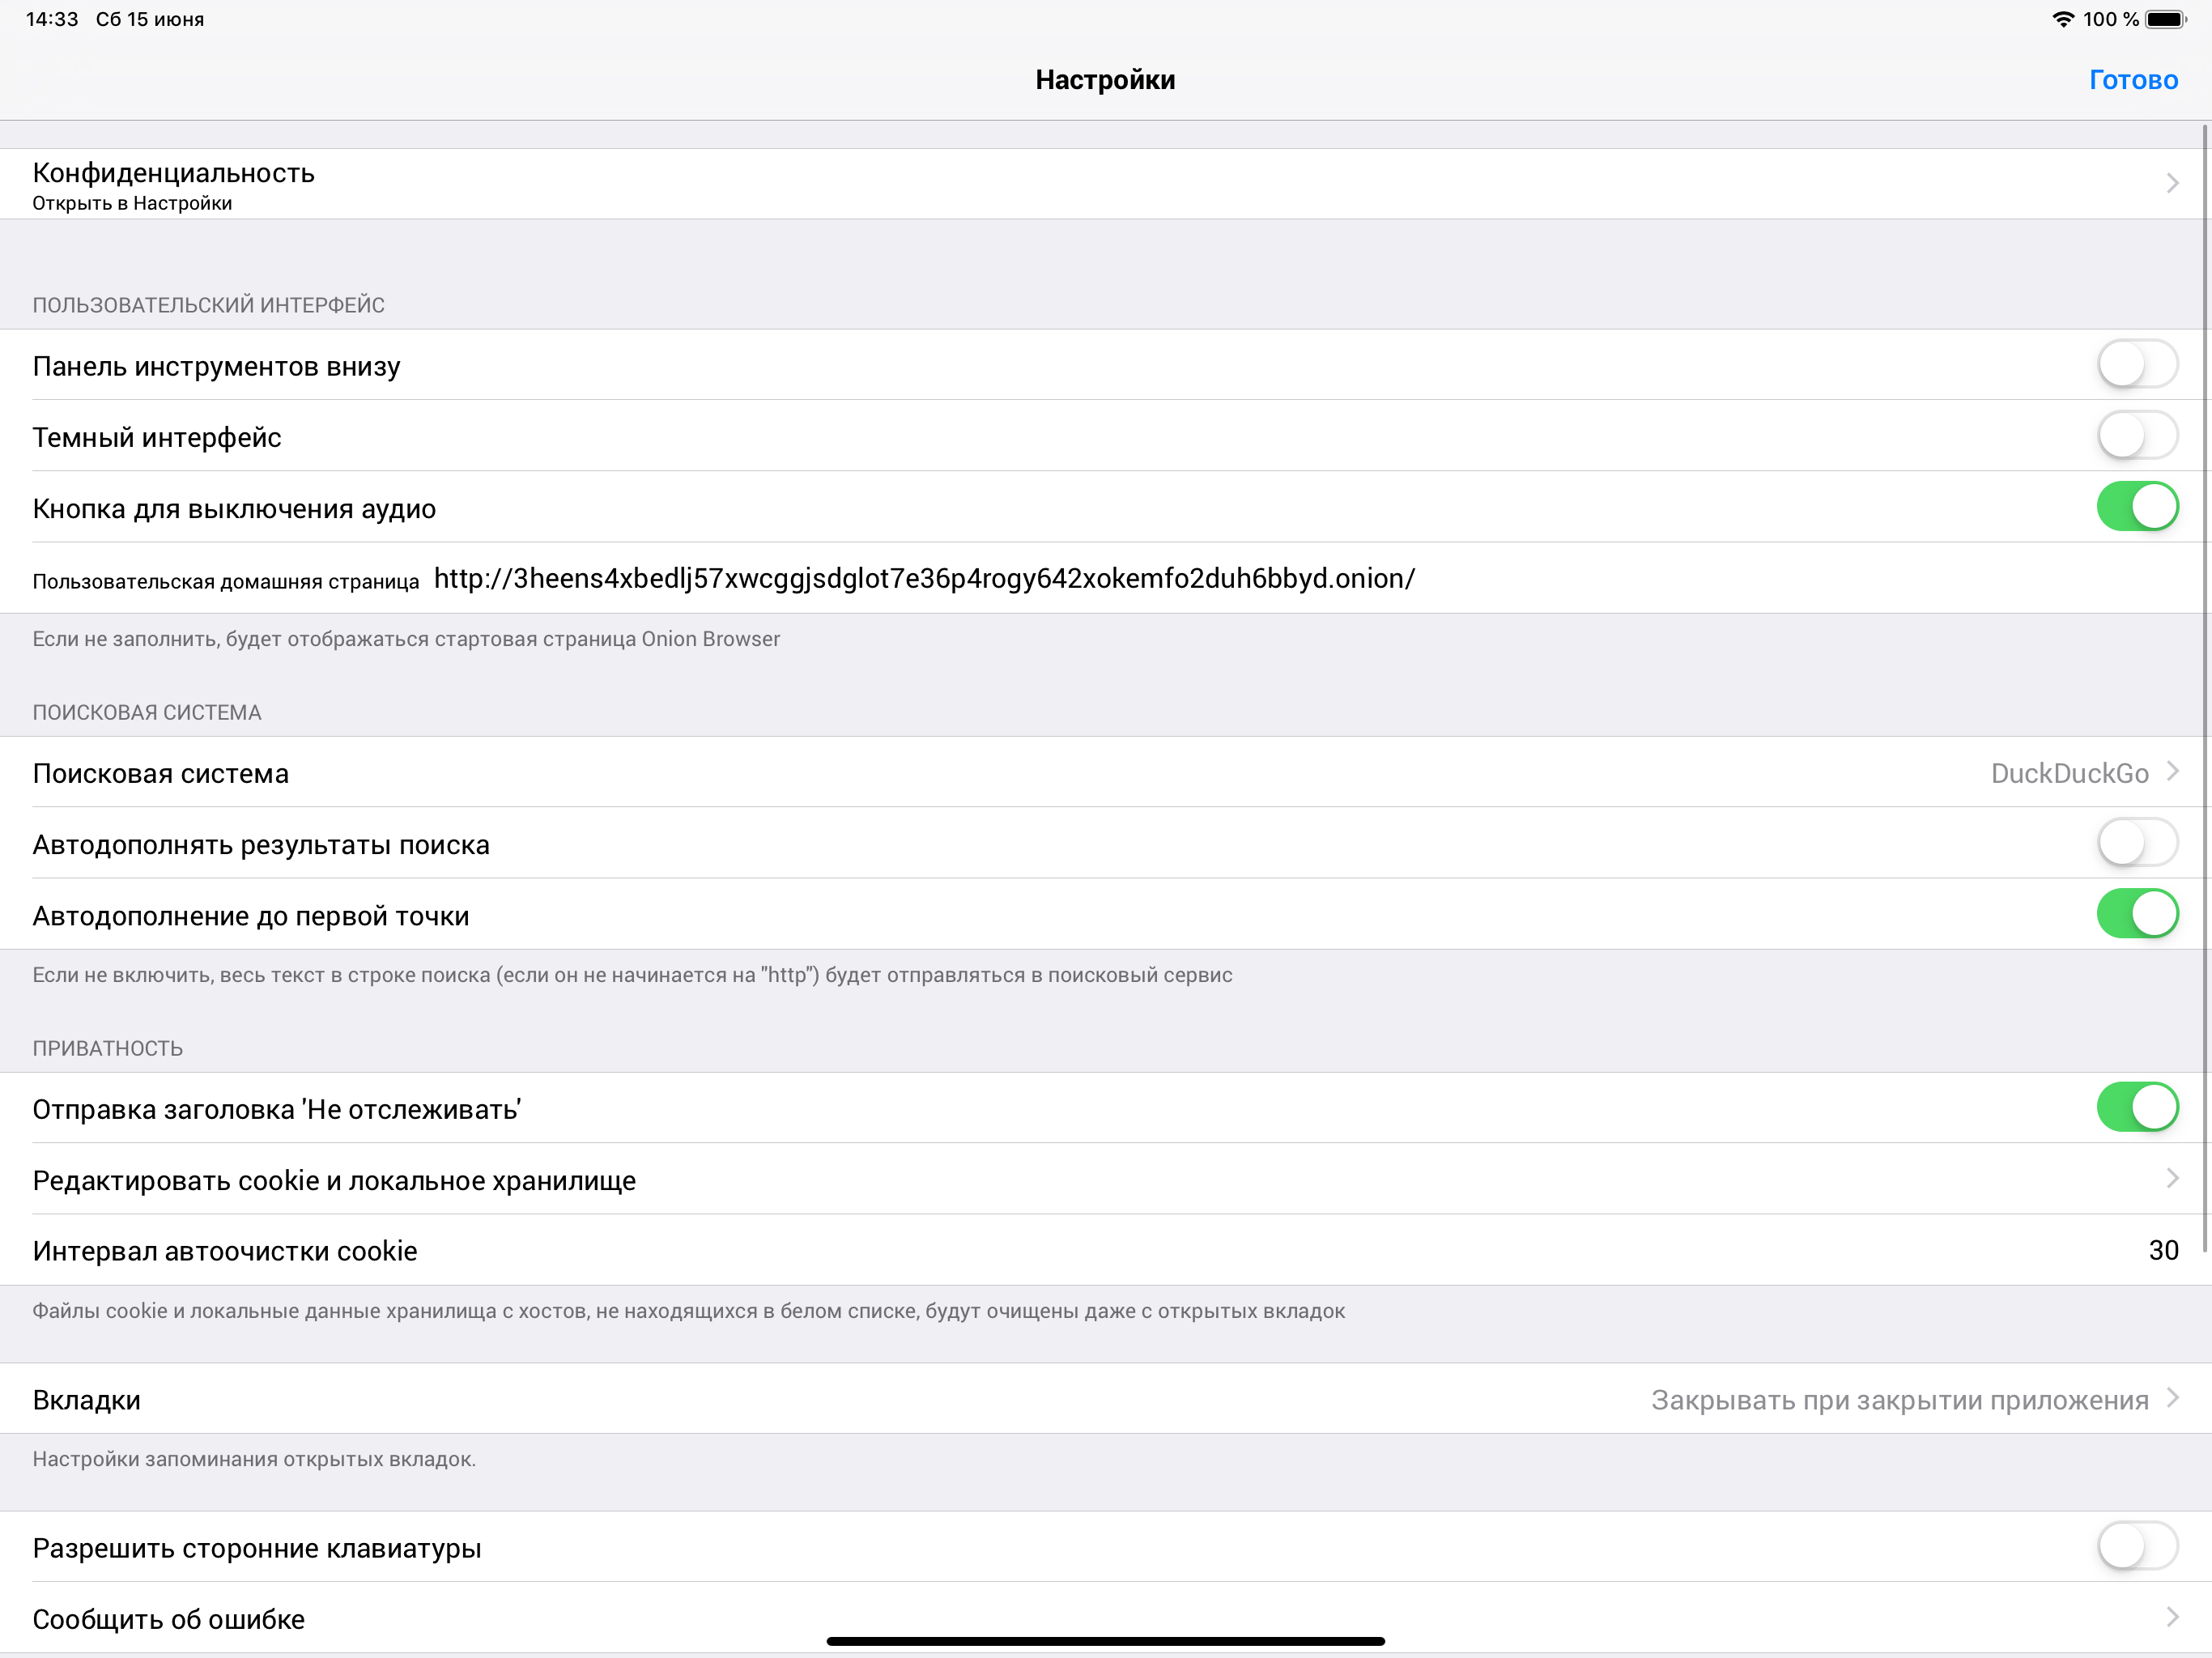 14:33 Сб 15 июня 100 %
Настройки
Готово
Конфиденциальность
Открыть в Настройки
ПОЛЬЗОВАТЕЛЬСКИЙ ИНТЕРФЕЙС
Панель инструментов внизу
Темный интерфейс
Кнопка для выключения аудио
Пользовательская домашняя страница http://3heens4xbedlj57xwcggjsdglot7e36p4rogy642xokemfo2duh6bbyd.onion/
Если не заполнить, будет отображаться стартовая страница Onion Browser
ПОИСКОВАЯ СИСТЕМА
Поисковая система DuckDuckGo
Автодополнять результаты поиска
Автодополнение до первой точки
Если не включить, весь текст в строке поиска (если он не начинается на "http") будет отправляться в поисковый сервис
ПРИВАТНОСТЬ
Отправка заголовка 'Не отслеживать'
Редактировать cookie и локальное хранилище
Интервал автоочистки cookie 30
Файлы cookie и локальные данные хранилища с хостов, не находящихся в белом списке, будут очищены даже с открытых вкладок
Вкладки Закрывать при закрытии приложения
Настройки запоминания открытых вкладок.
Разрешить сторонние клавиатуры
Сообщить об ошибке